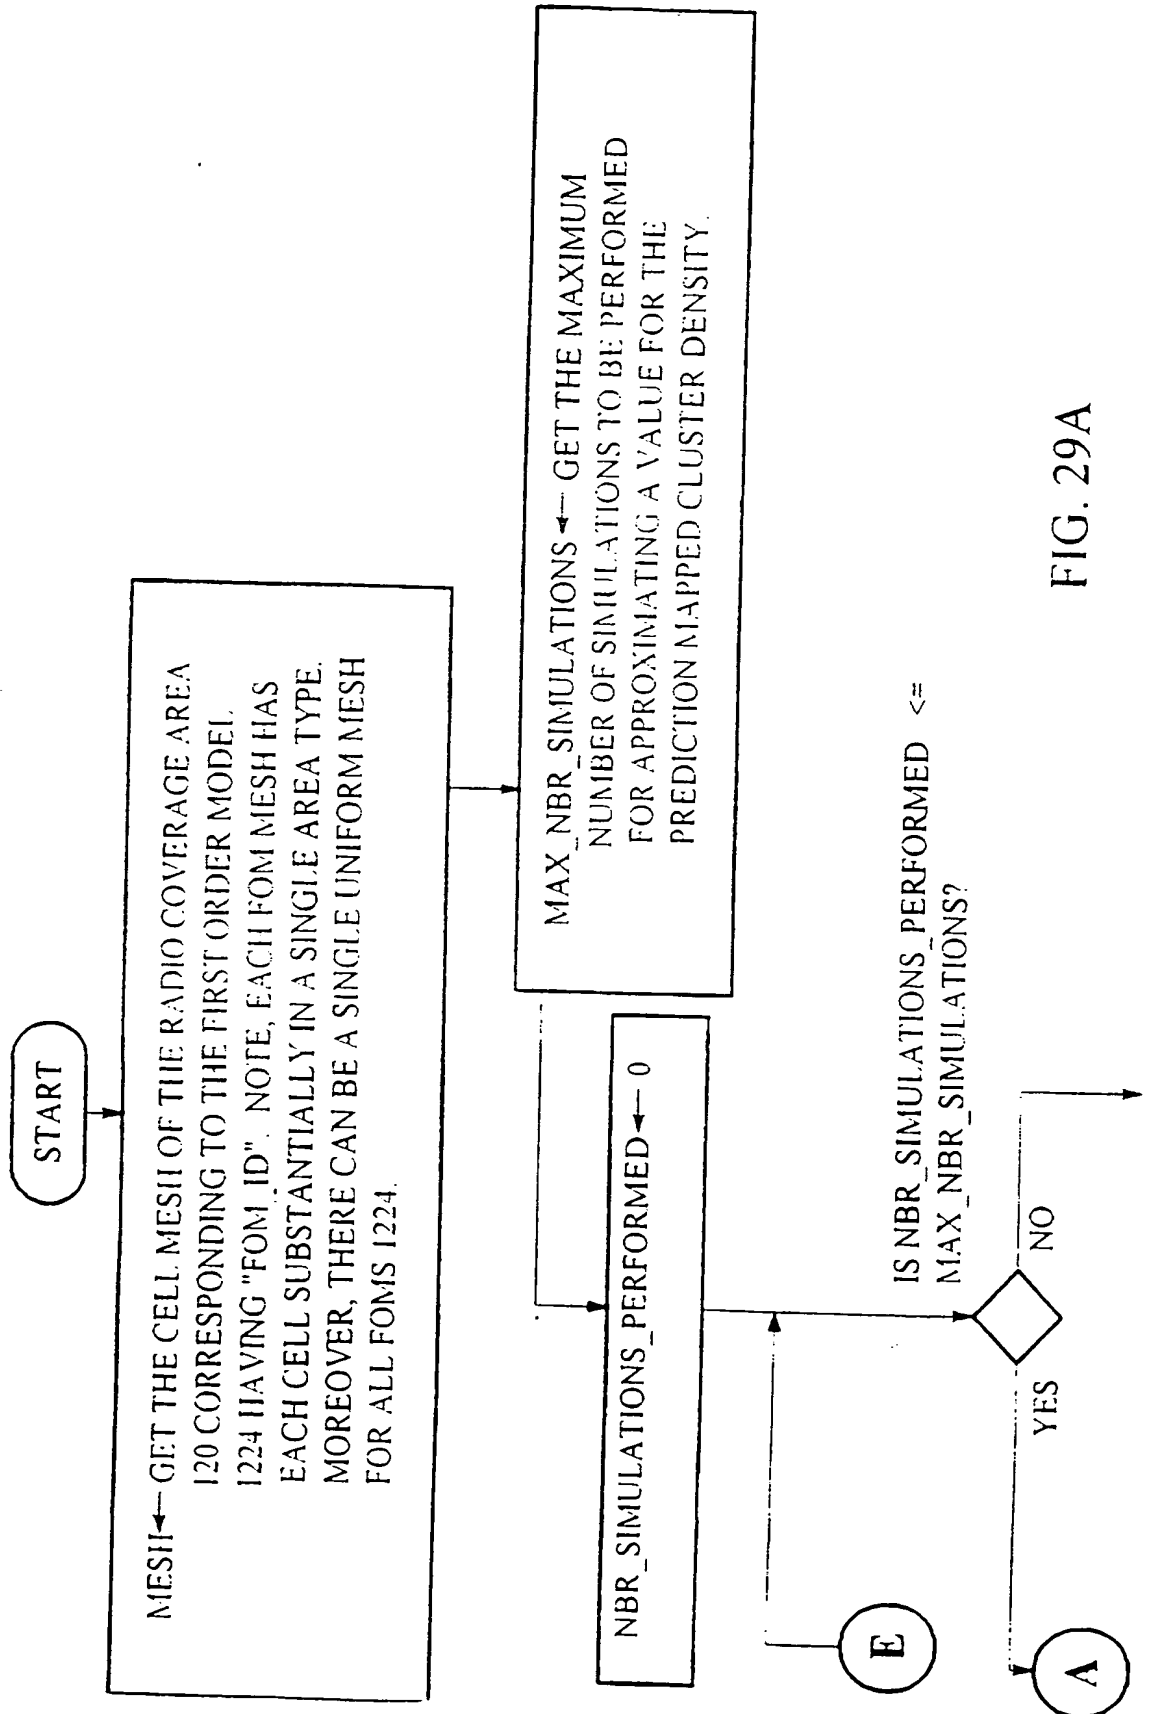 START
MESH← GET THE CELL MESH OF THE RADIO COVERAGE AREA
120 CORRESPONDING TO THE FIRST ORDER MODEL
1224 HAVING "FOM_ID". NOTE, EACH FOM MESH HAS
EACH CELL SUBSTANTIALLY IN A SINGLE AREA TYPE.
MOREOVER, THERE CAN BE A SINGLE UNIFORM MESH
FOR ALL FOMS 1224.
MAX_NBR_SIMULATIONS← GET THE MAXIMUM
NUMBER OF SIMULATIONS TO BE PERFORMED
FOR APPROXIMATING A VALUE FOR THE
PREDICTION MAPPED CLUSTER DENSITY.
NBR_SIMULATIONS_PERFORMED← 0
E
IS NBR_SIMULATIONS_PERFORMED <=
MAX_NBR_SIMULATIONS?
YES
NO
A
FIG. 29A